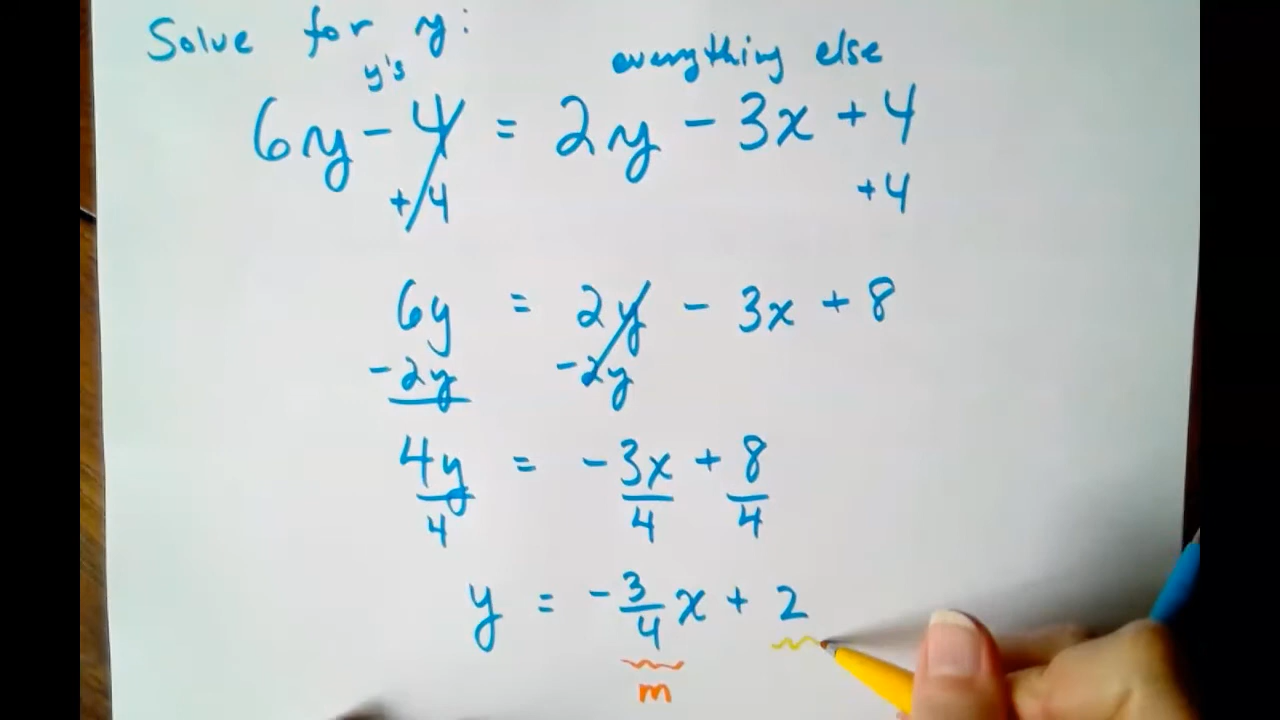 Solve for y:
y's everything else
6y - 4 = 2y - 3x + 4
+4 +4
6y = 2y - 3x + 8
-2y -2y
4y = -3x + 8
4 4 4
y = -3/4 x + 2
m